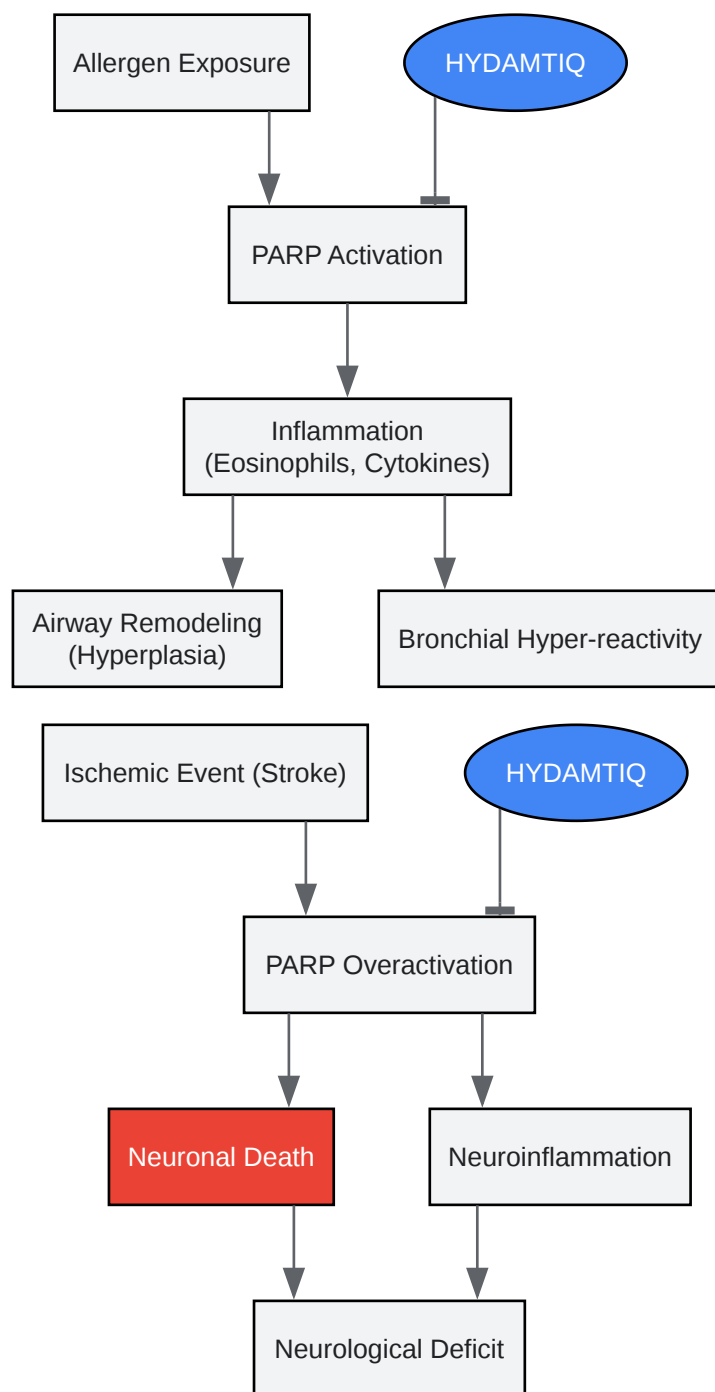 Allergen Exposure
HYDAMTIQ
PARP Activation
Inflammation
(Eosinophils, Cytokines)
Airway Remodeling
(Hyperplasia)
Bronchial Hyper-reactivity
Ischemic Event (Stroke)
HYDAMTIQ
PARP Overactivation
Neuronal Death
Neuroinflammation
Neurological Deficit